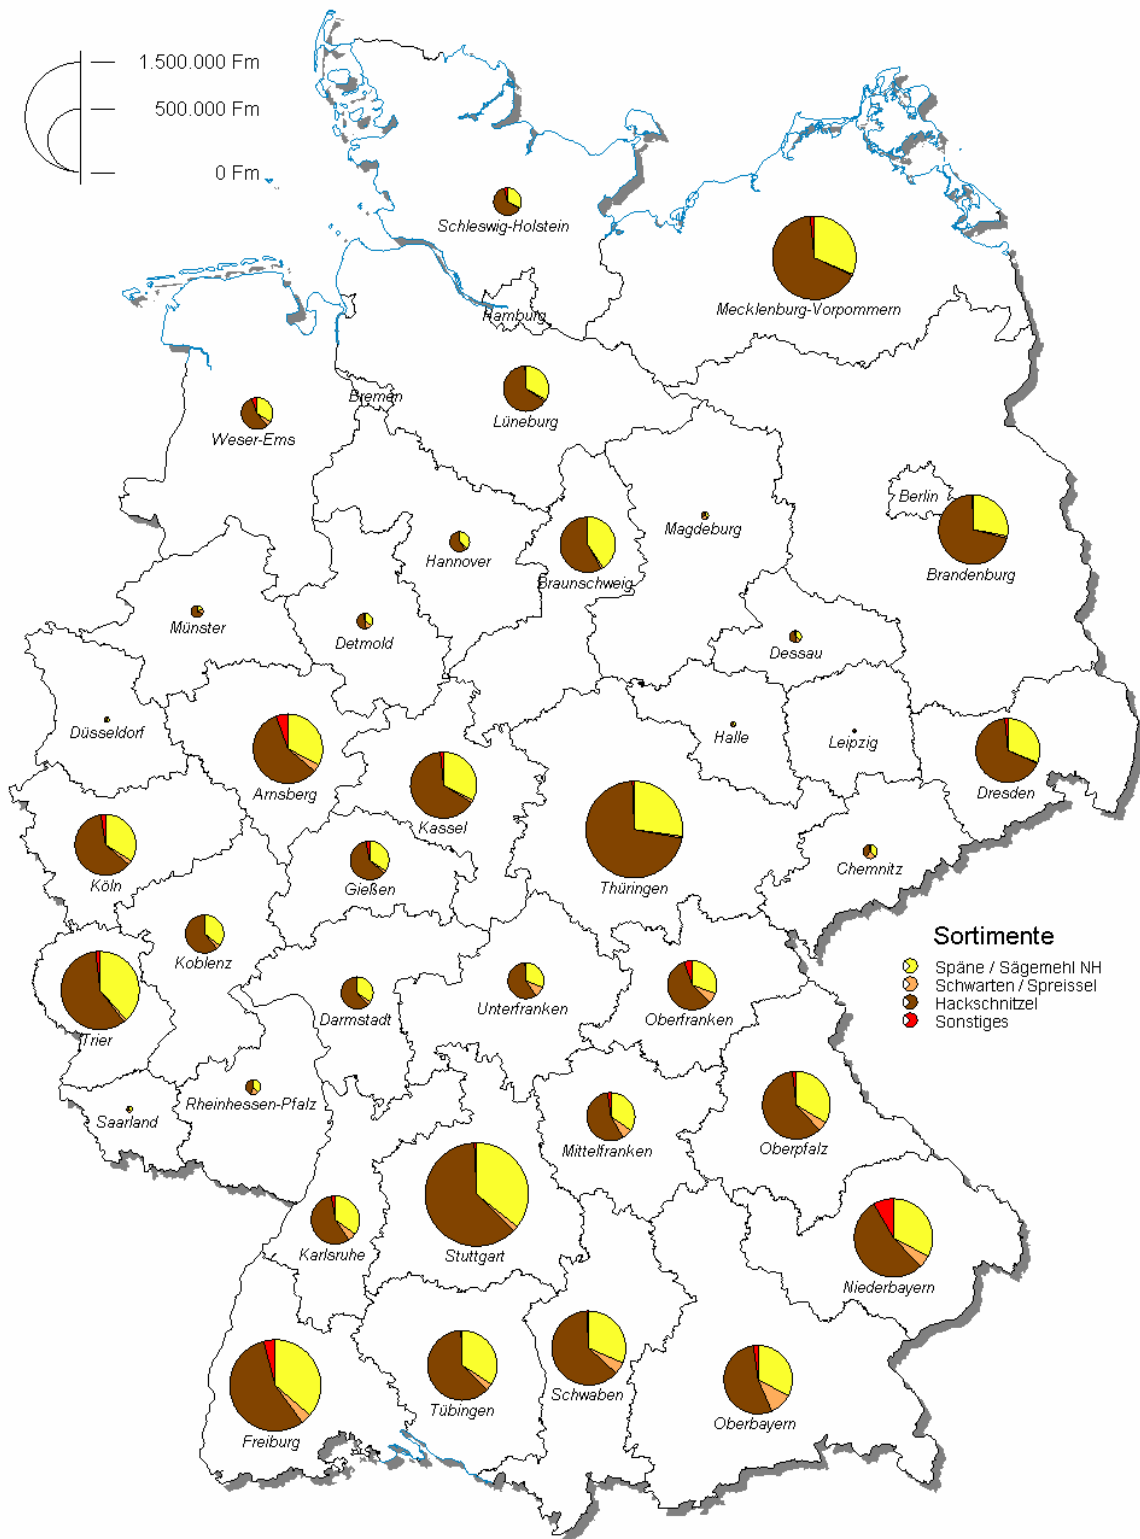 1.500.000 Fm
500.000 Fm
0 Fm
Schleswig-Holstein
Mecklenburg-Vorpommern
Hamburg
Bremen
Lüneburg
Weser-Ems
Berlin
Hannover
Braunschweig
Magdeburg
Brandenburg
Münster
Detmold
Dessau
Düsseldorf
Arnsberg
Kassel
Halle
Leipzig
Dresden
Köln
Gießen
Thüringen
Chemnitz
Koblenz
Sortimente
Späne / Sägemehl NH
Schwarten / Spreissel
Hackschnitzel
Sonstiges
Trier
Darmstadt
Unterfranken
Oberfranken
Saarland
Rheinhessen-Pfalz
Mittelfranken
Oberpfalz
Karlsruhe
Stuttgart
Niederbayern
Freiburg
Tübingen
Schwaben
Oberbayern